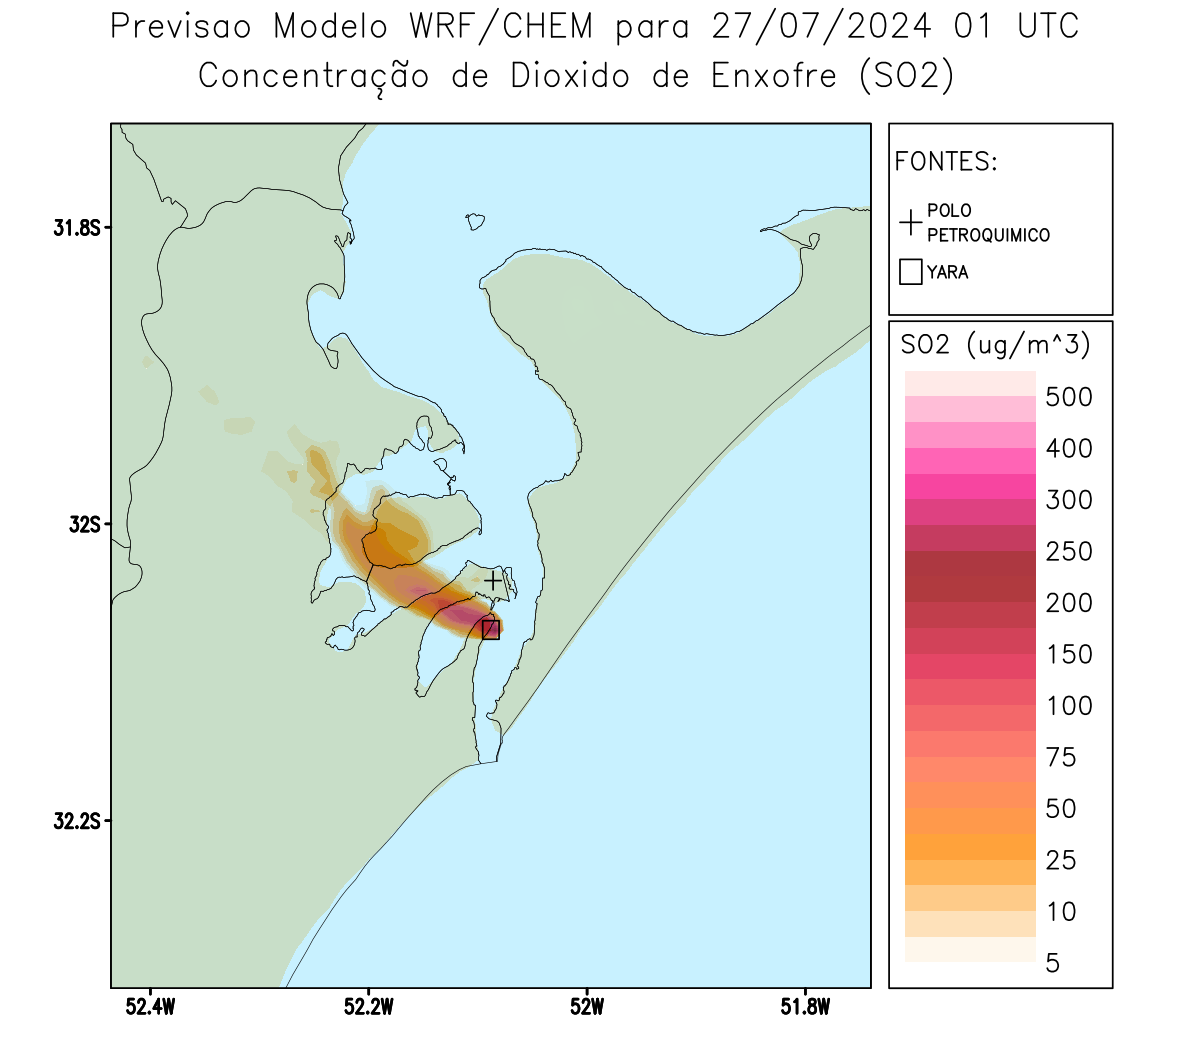 Previsao Modelo WRF/CHEM para 27/07/2024 01 UTC
Concentração de Dioxido de Enxofre (SO2)
FONTES:
POLO
PETROQUIMICO
YARA
SO2 (ug/m^3)
500
400
300
250
200
150
100
75
50
25
10
5
31.8S
32S
32.2S
52.4W
52.2W
52W
51.8W